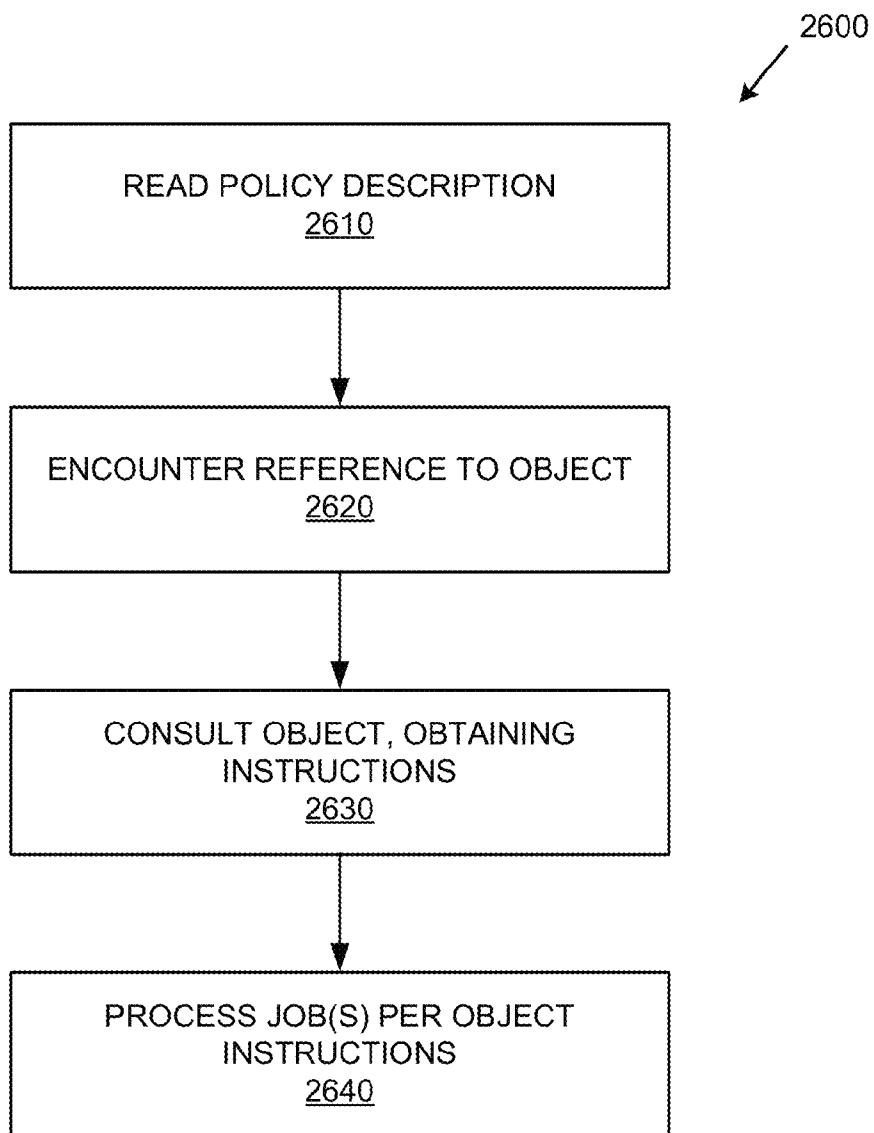 2600
READ POLICY DESCRIPTION
2610
ENCOUNTER REFERENCE TO OBJECT
2620
CONSULT OBJECT, OBTAINING
INSTRUCTIONS
2630
PROCESS JOB(S) PER OBJECT
INSTRUCTIONS
2640